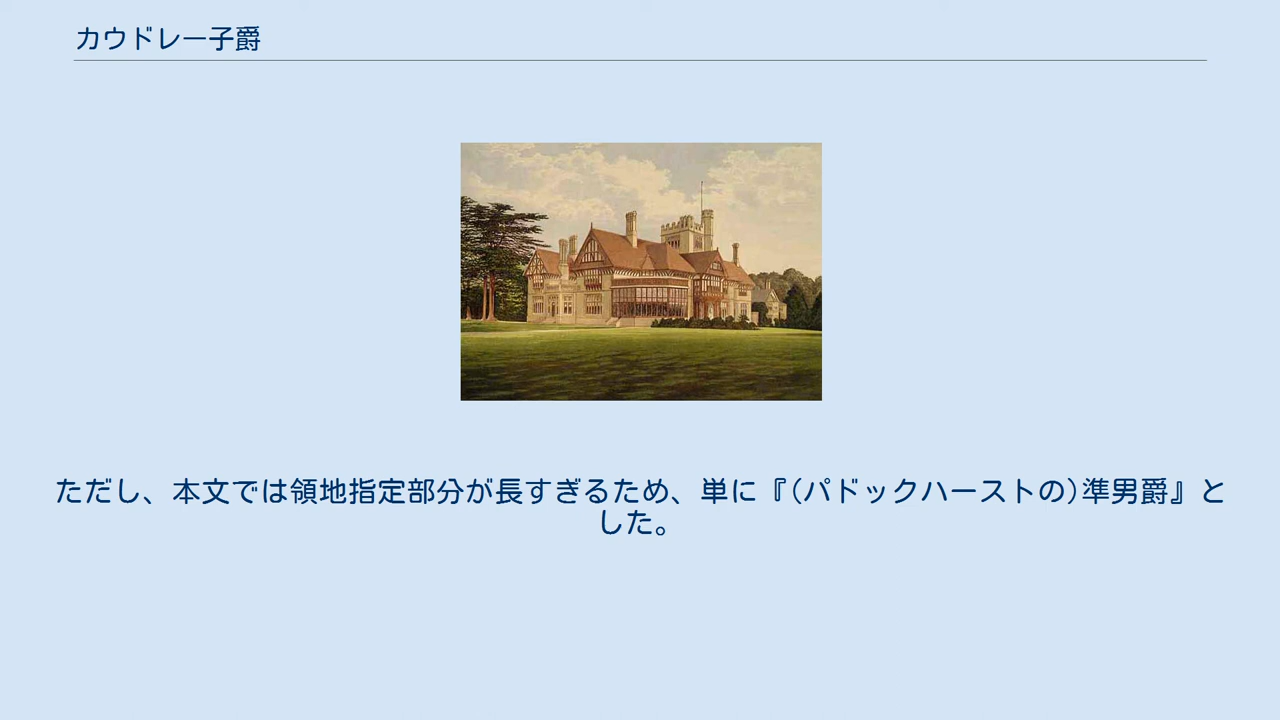 カウドレー子爵
ただし、本文では領地指定部分が長すぎるため、単に『(パドックハーストの)準男爵』と
した。